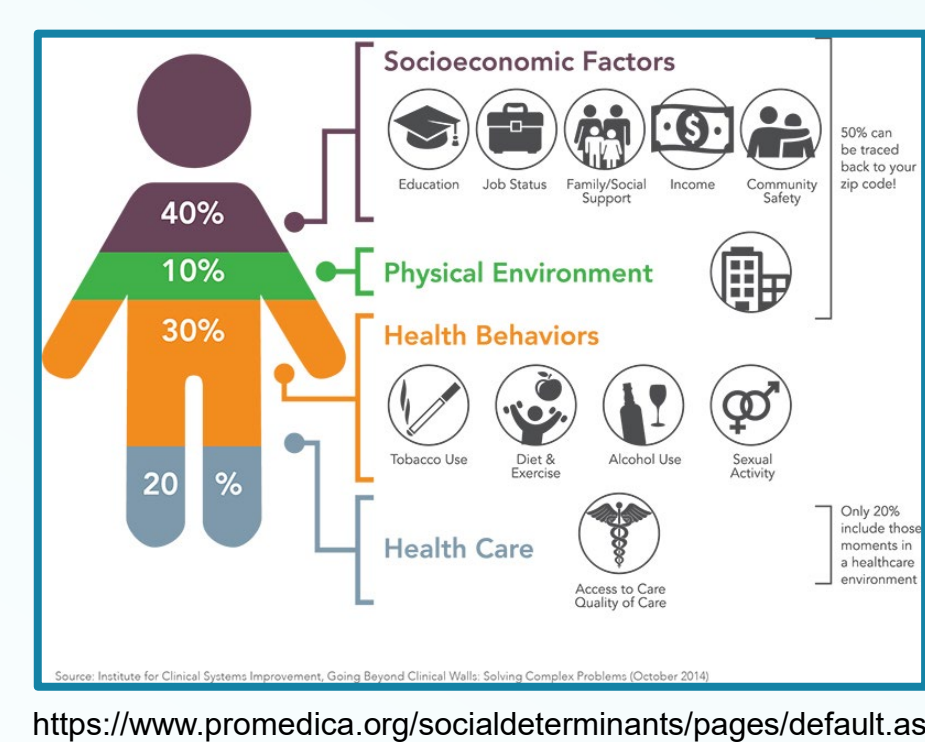 Socioeconomic Factors
Education
Job Status
Family/Social
Support
Income
Community
Safety
50% can
be traced
back to your
zip code!
40%
10%
Physical Environment
30%
Health Behaviors
Tobacco Use
Diet &
Exercise
Alcohol Use
Sexual
Activity
20 %
Health Care
Access to Care
Quality of Care
Only 20%
include those
moments in
a healthcare
environment
Source: Institute for Clinical Systems Improvement, Going Beyond Clinical Walls: Solving Complex Problems (October 2014)
https://www.promedica.org/socialdeterminants/pages/default.as